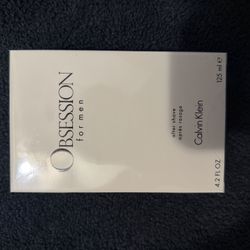 OBSESSION
for men
after shave
après rasage
Calvin Klein
125 ml ℮
4.2 FL OZ